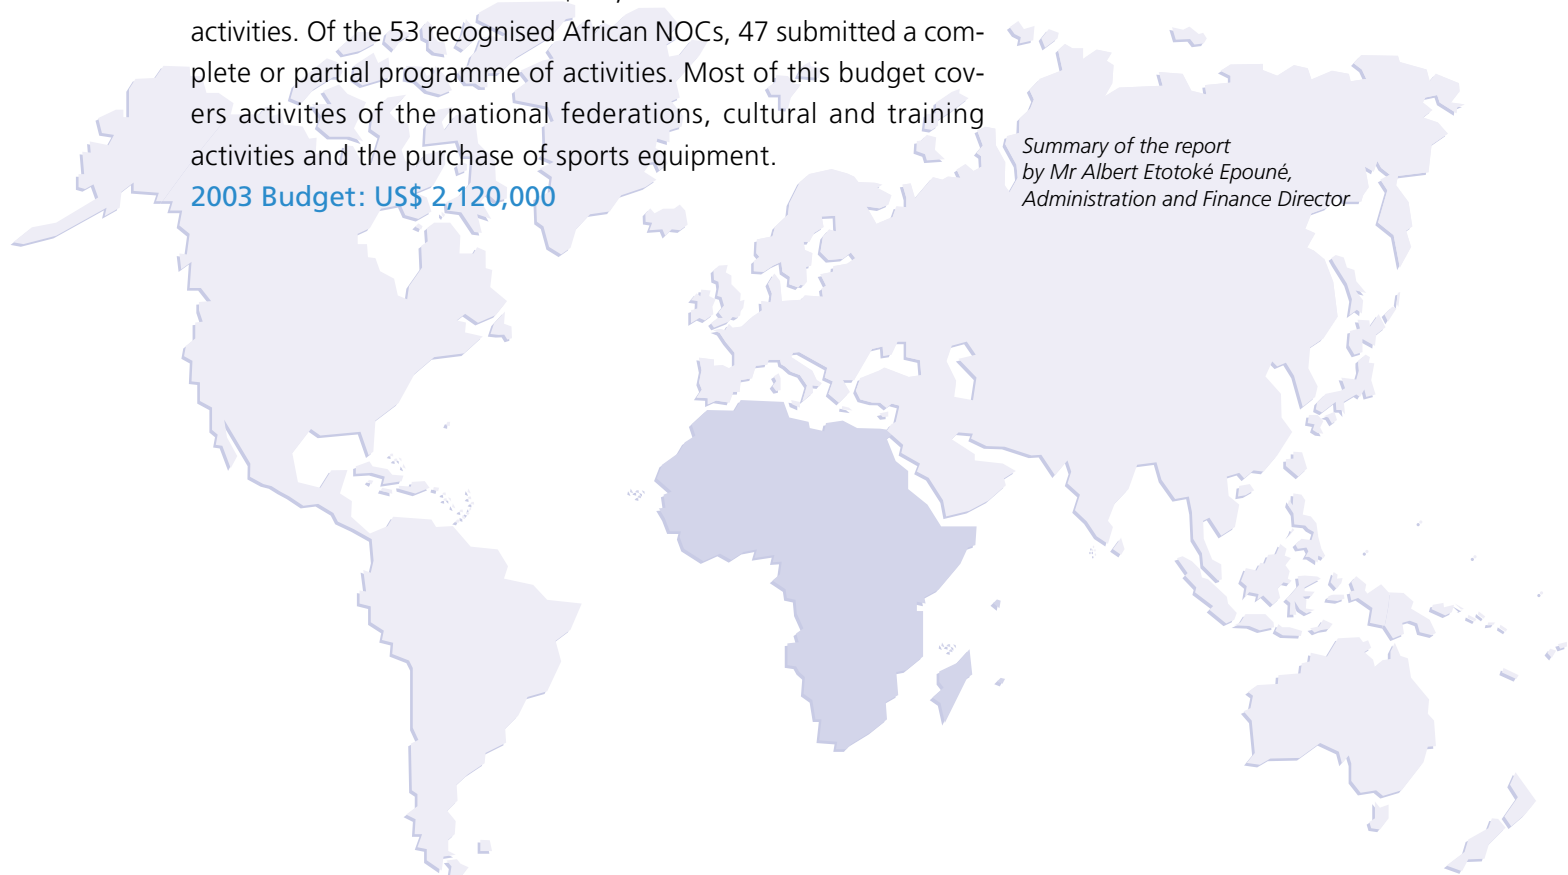 activities. Of the 53 recognised African NOCs, 47 submitted a com-
plete or partial programme of activities. Most of this budget cov-
ers activities of the national federations, cultural and training
activities and the purchase of sports equipment.
2003 Budget: US$ 2,120,000
Summary of the report
by Mr Albert Etotoké Epouné,
Administration and Finance Director